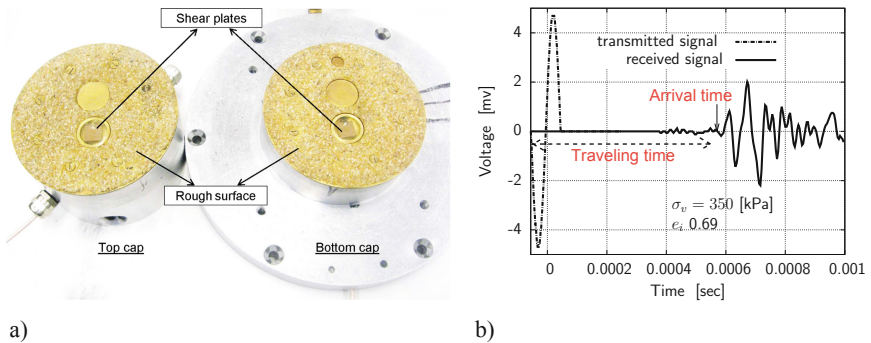 Shear plates
Rough surface
Top cap
Bottom cap
a)
transmitted signal
received signal
Arrival time
Traveling time
σ_v = 350 [kPa]
e_i 0.69
Voltage [mv]
4
2
0
-2
-4
0 0.0002 0.0004 0.0006 0.0008 0.001
Time [sec]
b)